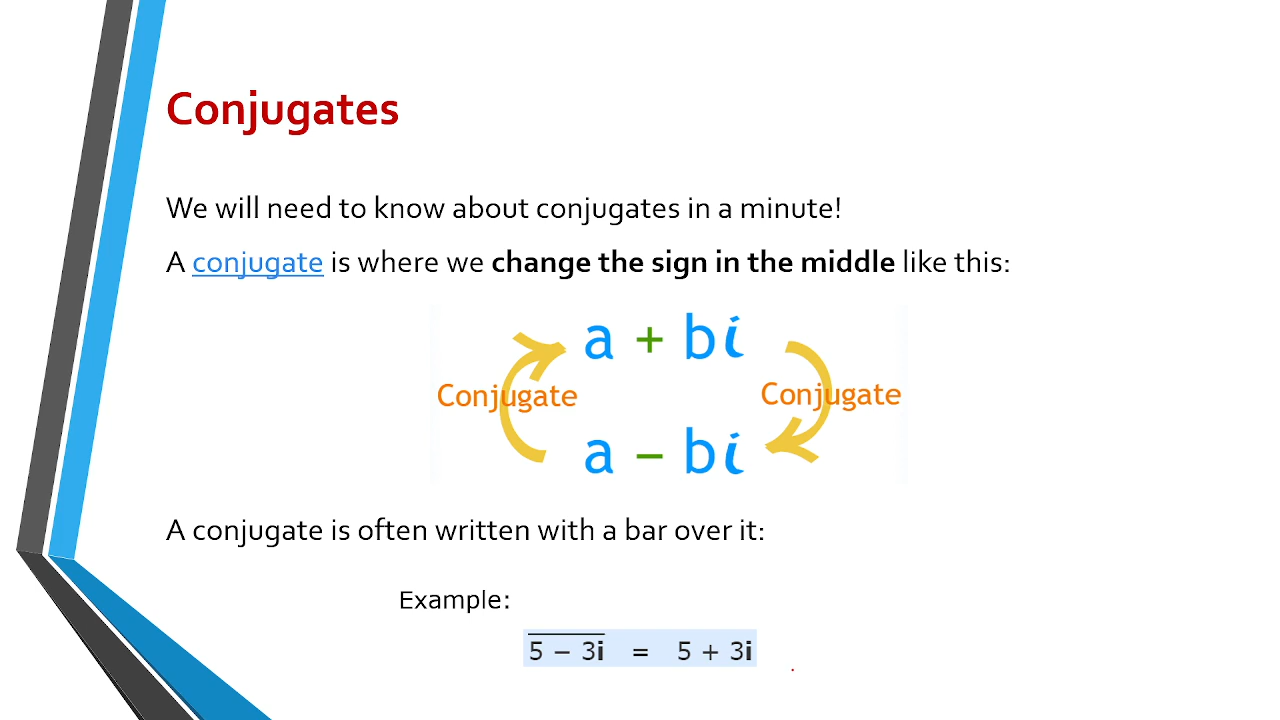 Conjugates
We will need to know about conjugates in a minute!
A conjugate is where we change the sign in the middle like this:
a + bi
Conjugate Conjugate
a − bi
A conjugate is often written with a bar over it:
Example:
5 − 3i = 5 + 3i